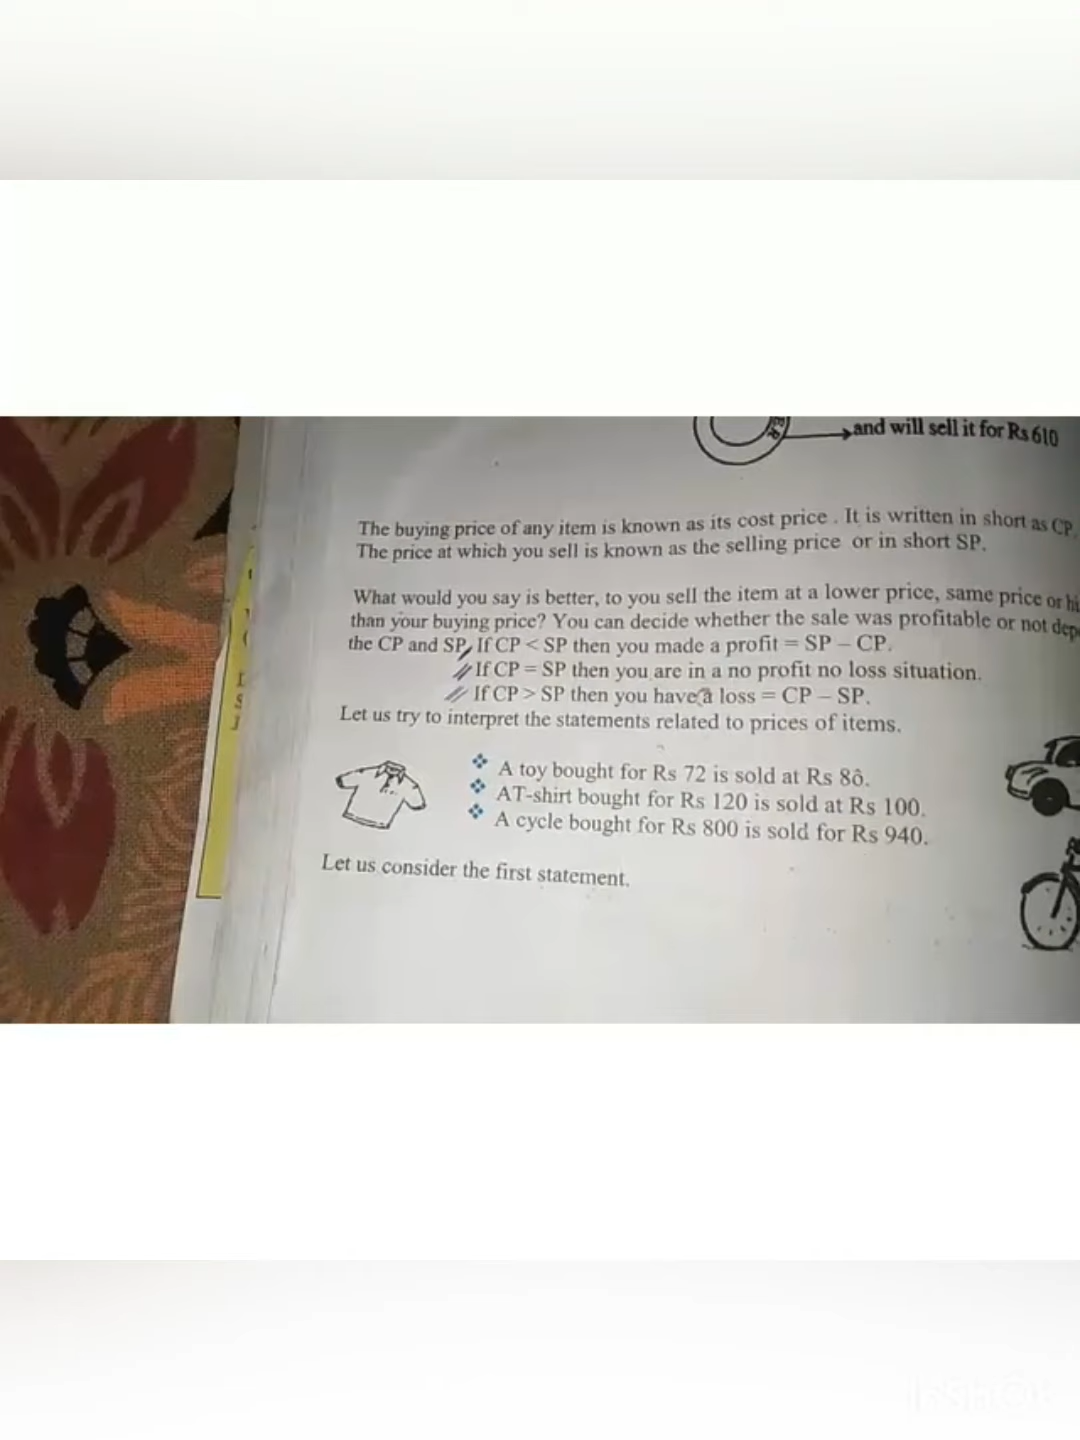 and will sell it for Rs 610
The buying price of any item is known as its cost price . It is written in short as CP.
The price at which you sell is known as the selling price or in short SP.
What would you say is better, to you sell the item at a lower price, same price or
than your buying price? You can decide whether the sale was profitable or not
the CP and SP, If CP < SP then you made a profit = SP – CP.
If CP = SP then you are in a no profit no loss situation.
If CP > SP then you have a loss = CP – SP.
Let us try to interpret the statements related to prices of items.
A toy bought for Rs 72 is sold at Rs 80.
AT-shirt bought for Rs 120 is sold at Rs 100.
A cycle bought for Rs 800 is sold for Rs 940.
Let us consider the first statement.